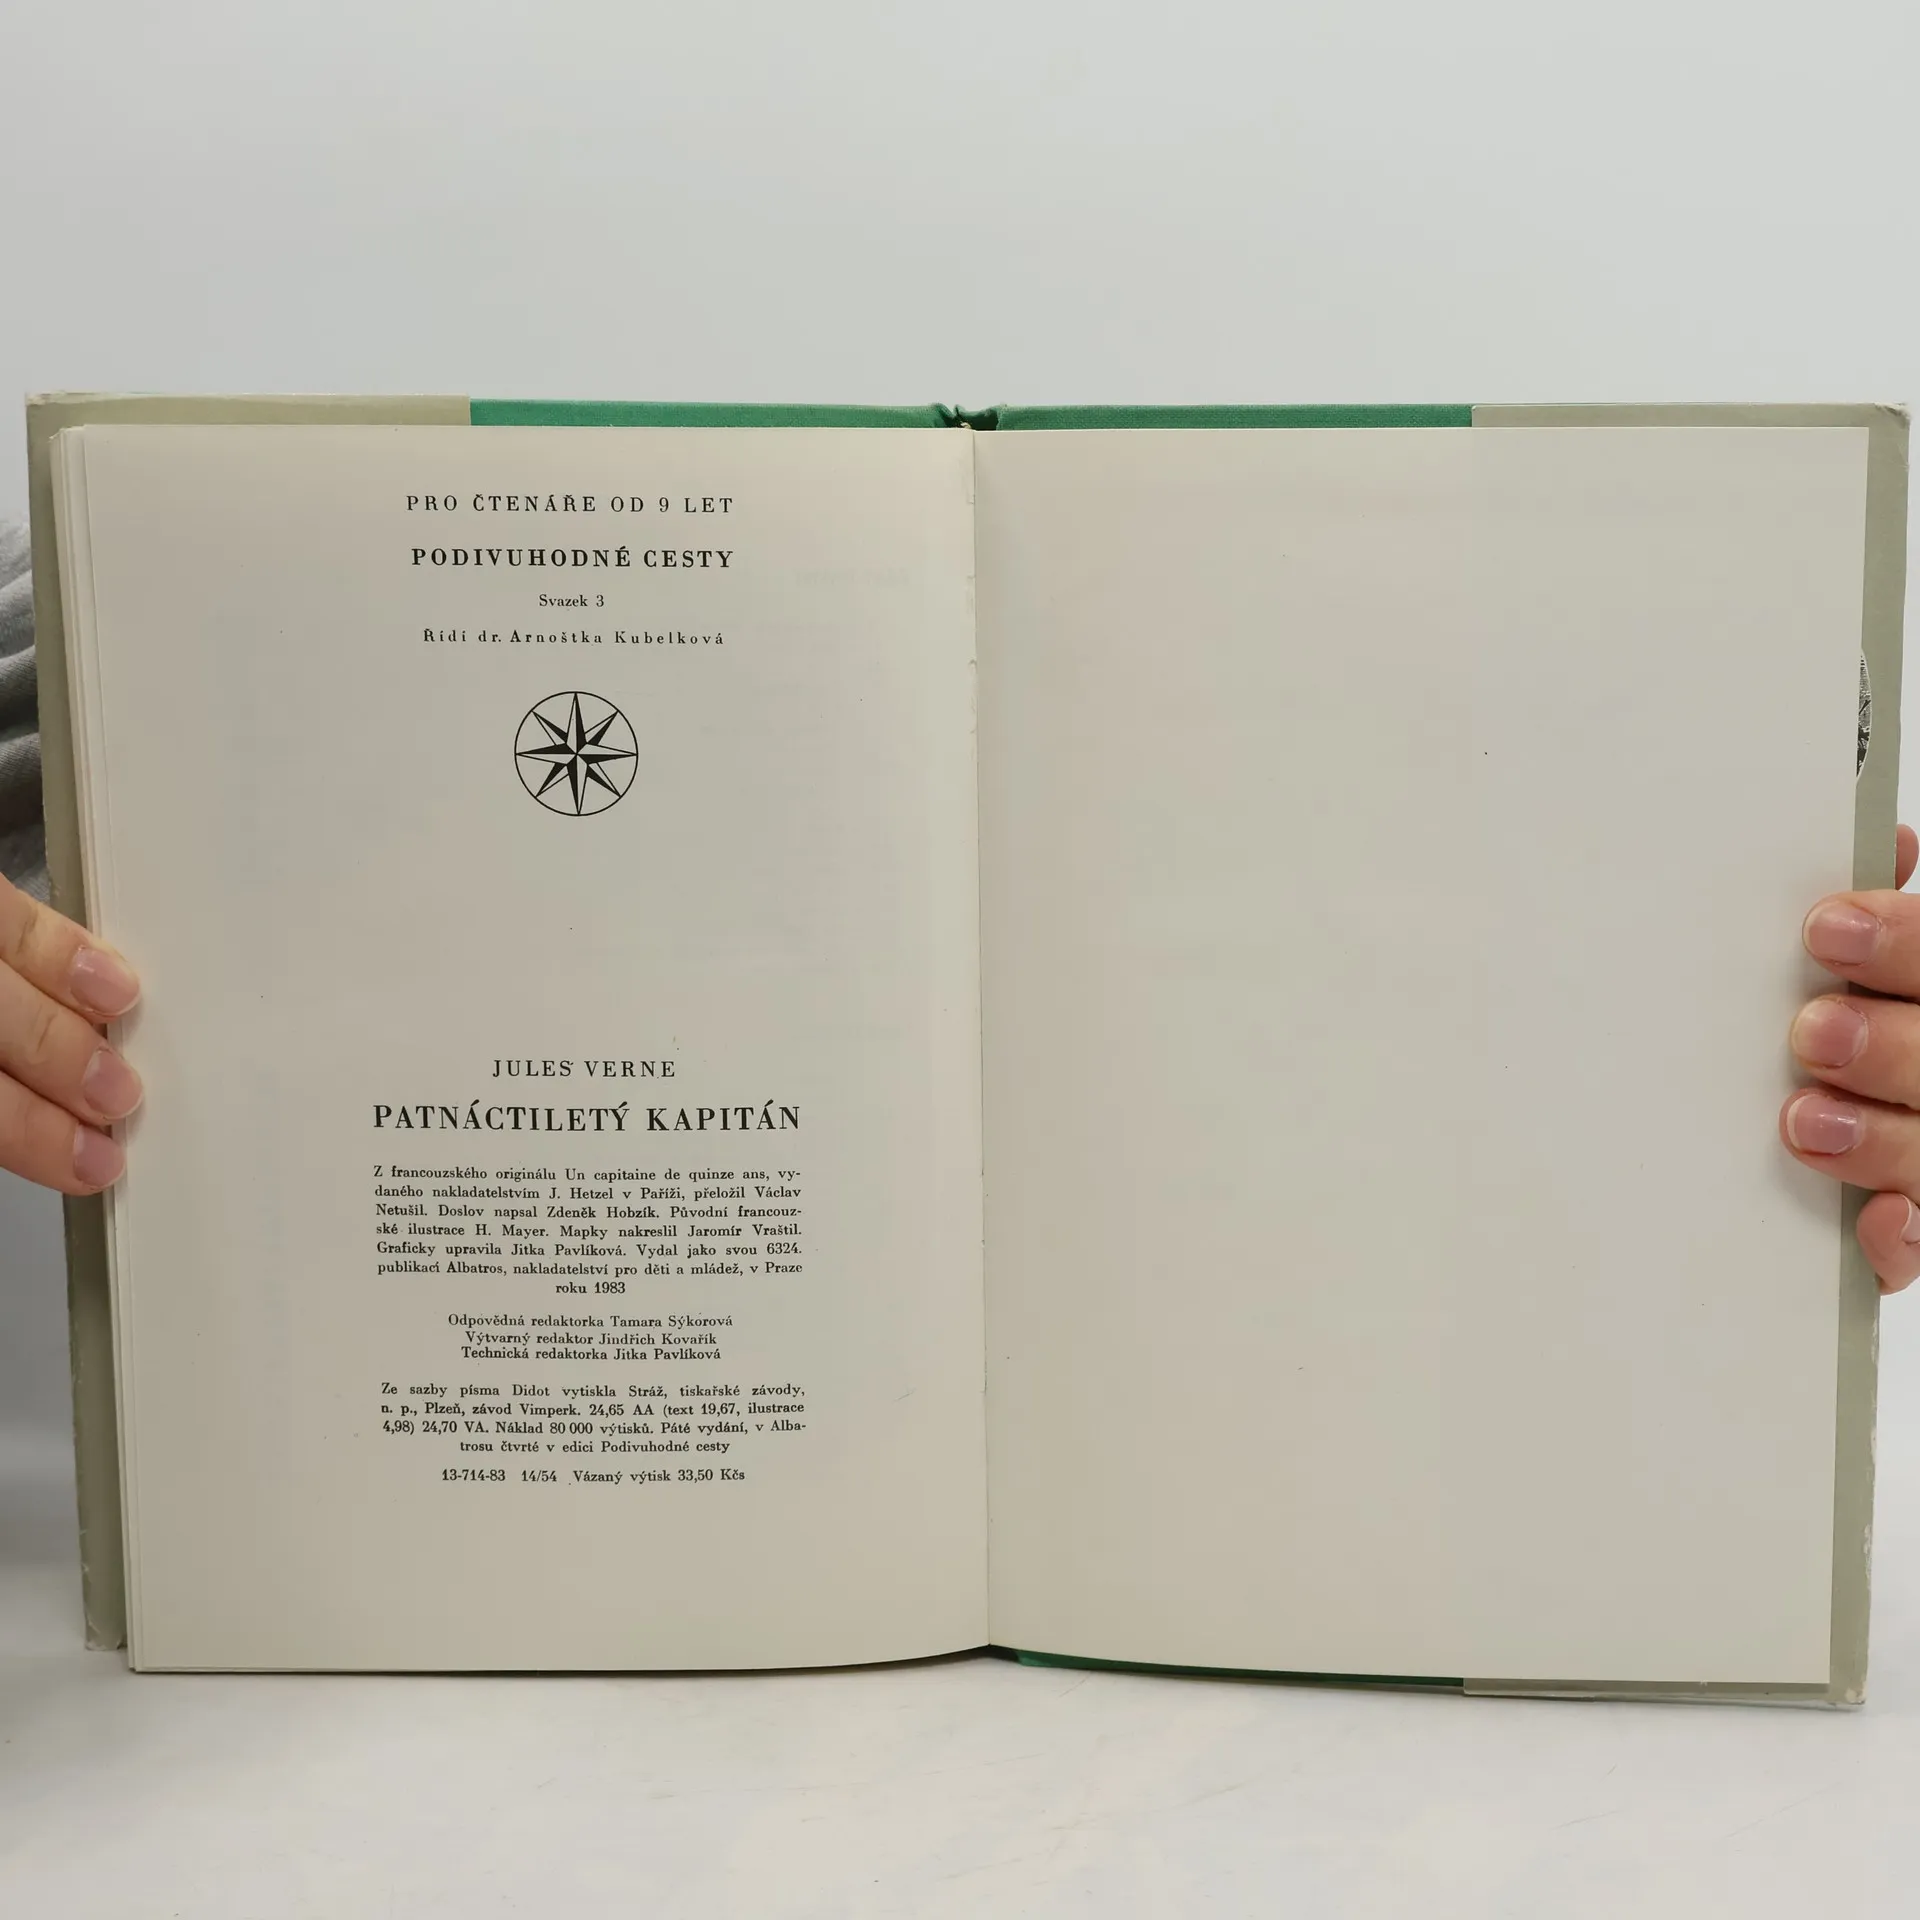 PRO ČTENÁŘE OD 9 LET
PODIVUHODNÉ CESTY
Svazek 3
Řídí dr. Arnoštka Kubelková
JULES VERNE
PATNÁCTILETÝ KAPITÁN
Z francouzského originálu Un capitaine de quinze ans, vy-
daného nakladatelstvím J. Hetzel v Paříži, přeložil Václav
Netušil. Doslov napsal Zdeněk Hobzík. Původní francouz-
ské ilustrace H. Mayer. Mapky nakreslil Jaromír Vraštil.
Graficky upravila Jitka Pavlíková. Vydal jako svou 6324.
publikaci Albatros, nakladatelství pro děti a mládež, v Praze
roku 1983
Odpovědná redaktorka Tamara Sýkorová
Výtvarný redaktor Jindřich Kovařík
Technická redaktorka Jitka Pavlíková
Ze sazby písma Didot vytiskla Stráž, tiskařské závody,
n. p., Plzeň, závod Vimperk. 24,65 AA (text 19,67, ilustrace
4,98) 24,70 VA. Náklad 80 000 výtisků. Páté vydání, v Alba-
trosu čtvrté v edici Podivuhodné cesty
13-714-83 14/54 Vázaný výtisk 33,50 Kčs